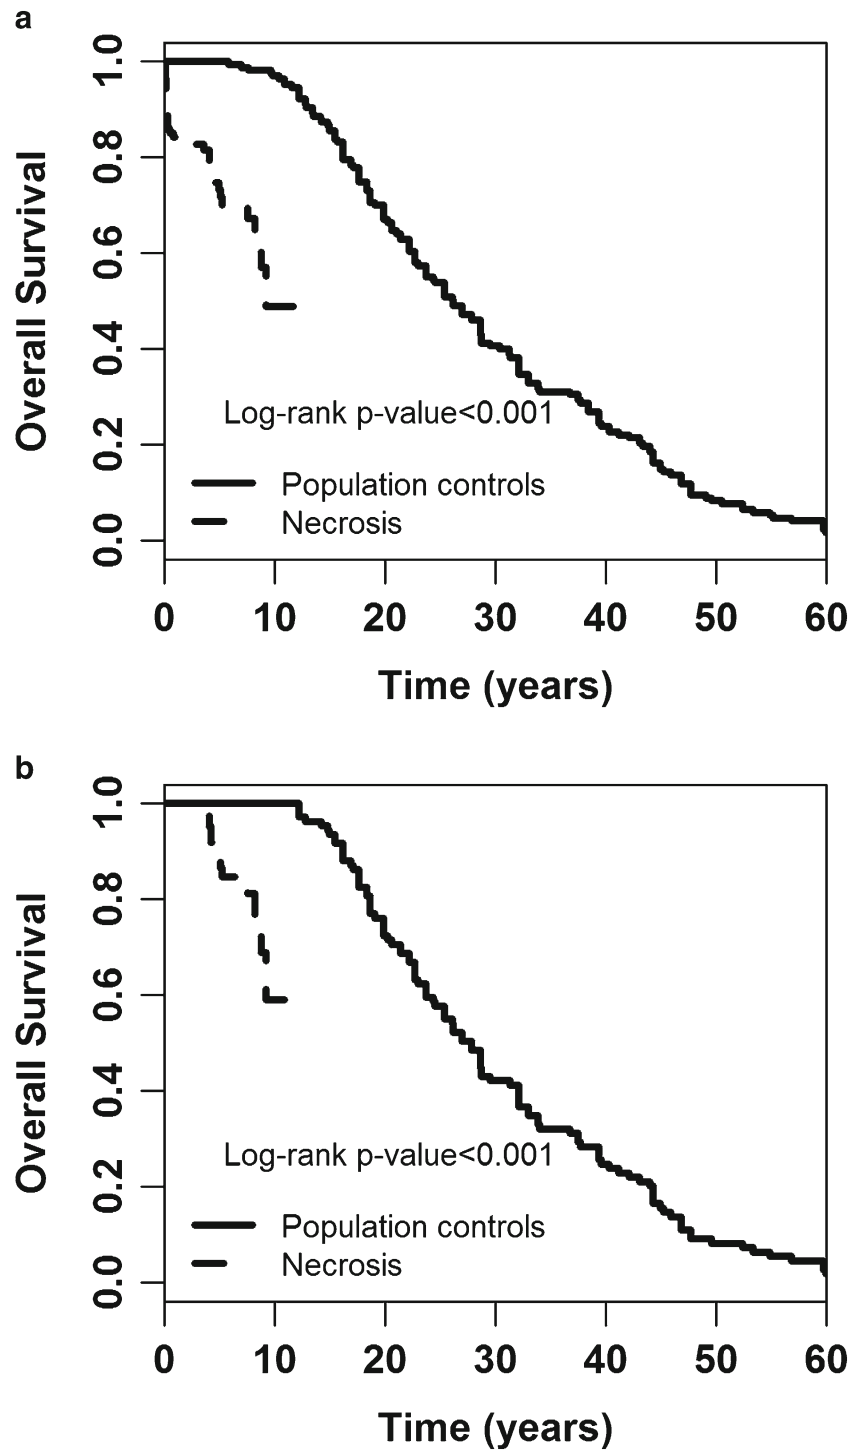 a
Overall Survival
1.0
0.8
0.6
0.4
0.2
0.0
Log-rank p-value<0.001
Population controls
Necrosis
0 10 20 30 40 50 60
Time (years)
b
Overall Survival
1.0
0.8
0.6
0.4
0.2
0.0
Log-rank p-value<0.001
Population controls
Necrosis
0 10 20 30 40 50 60
Time (years)